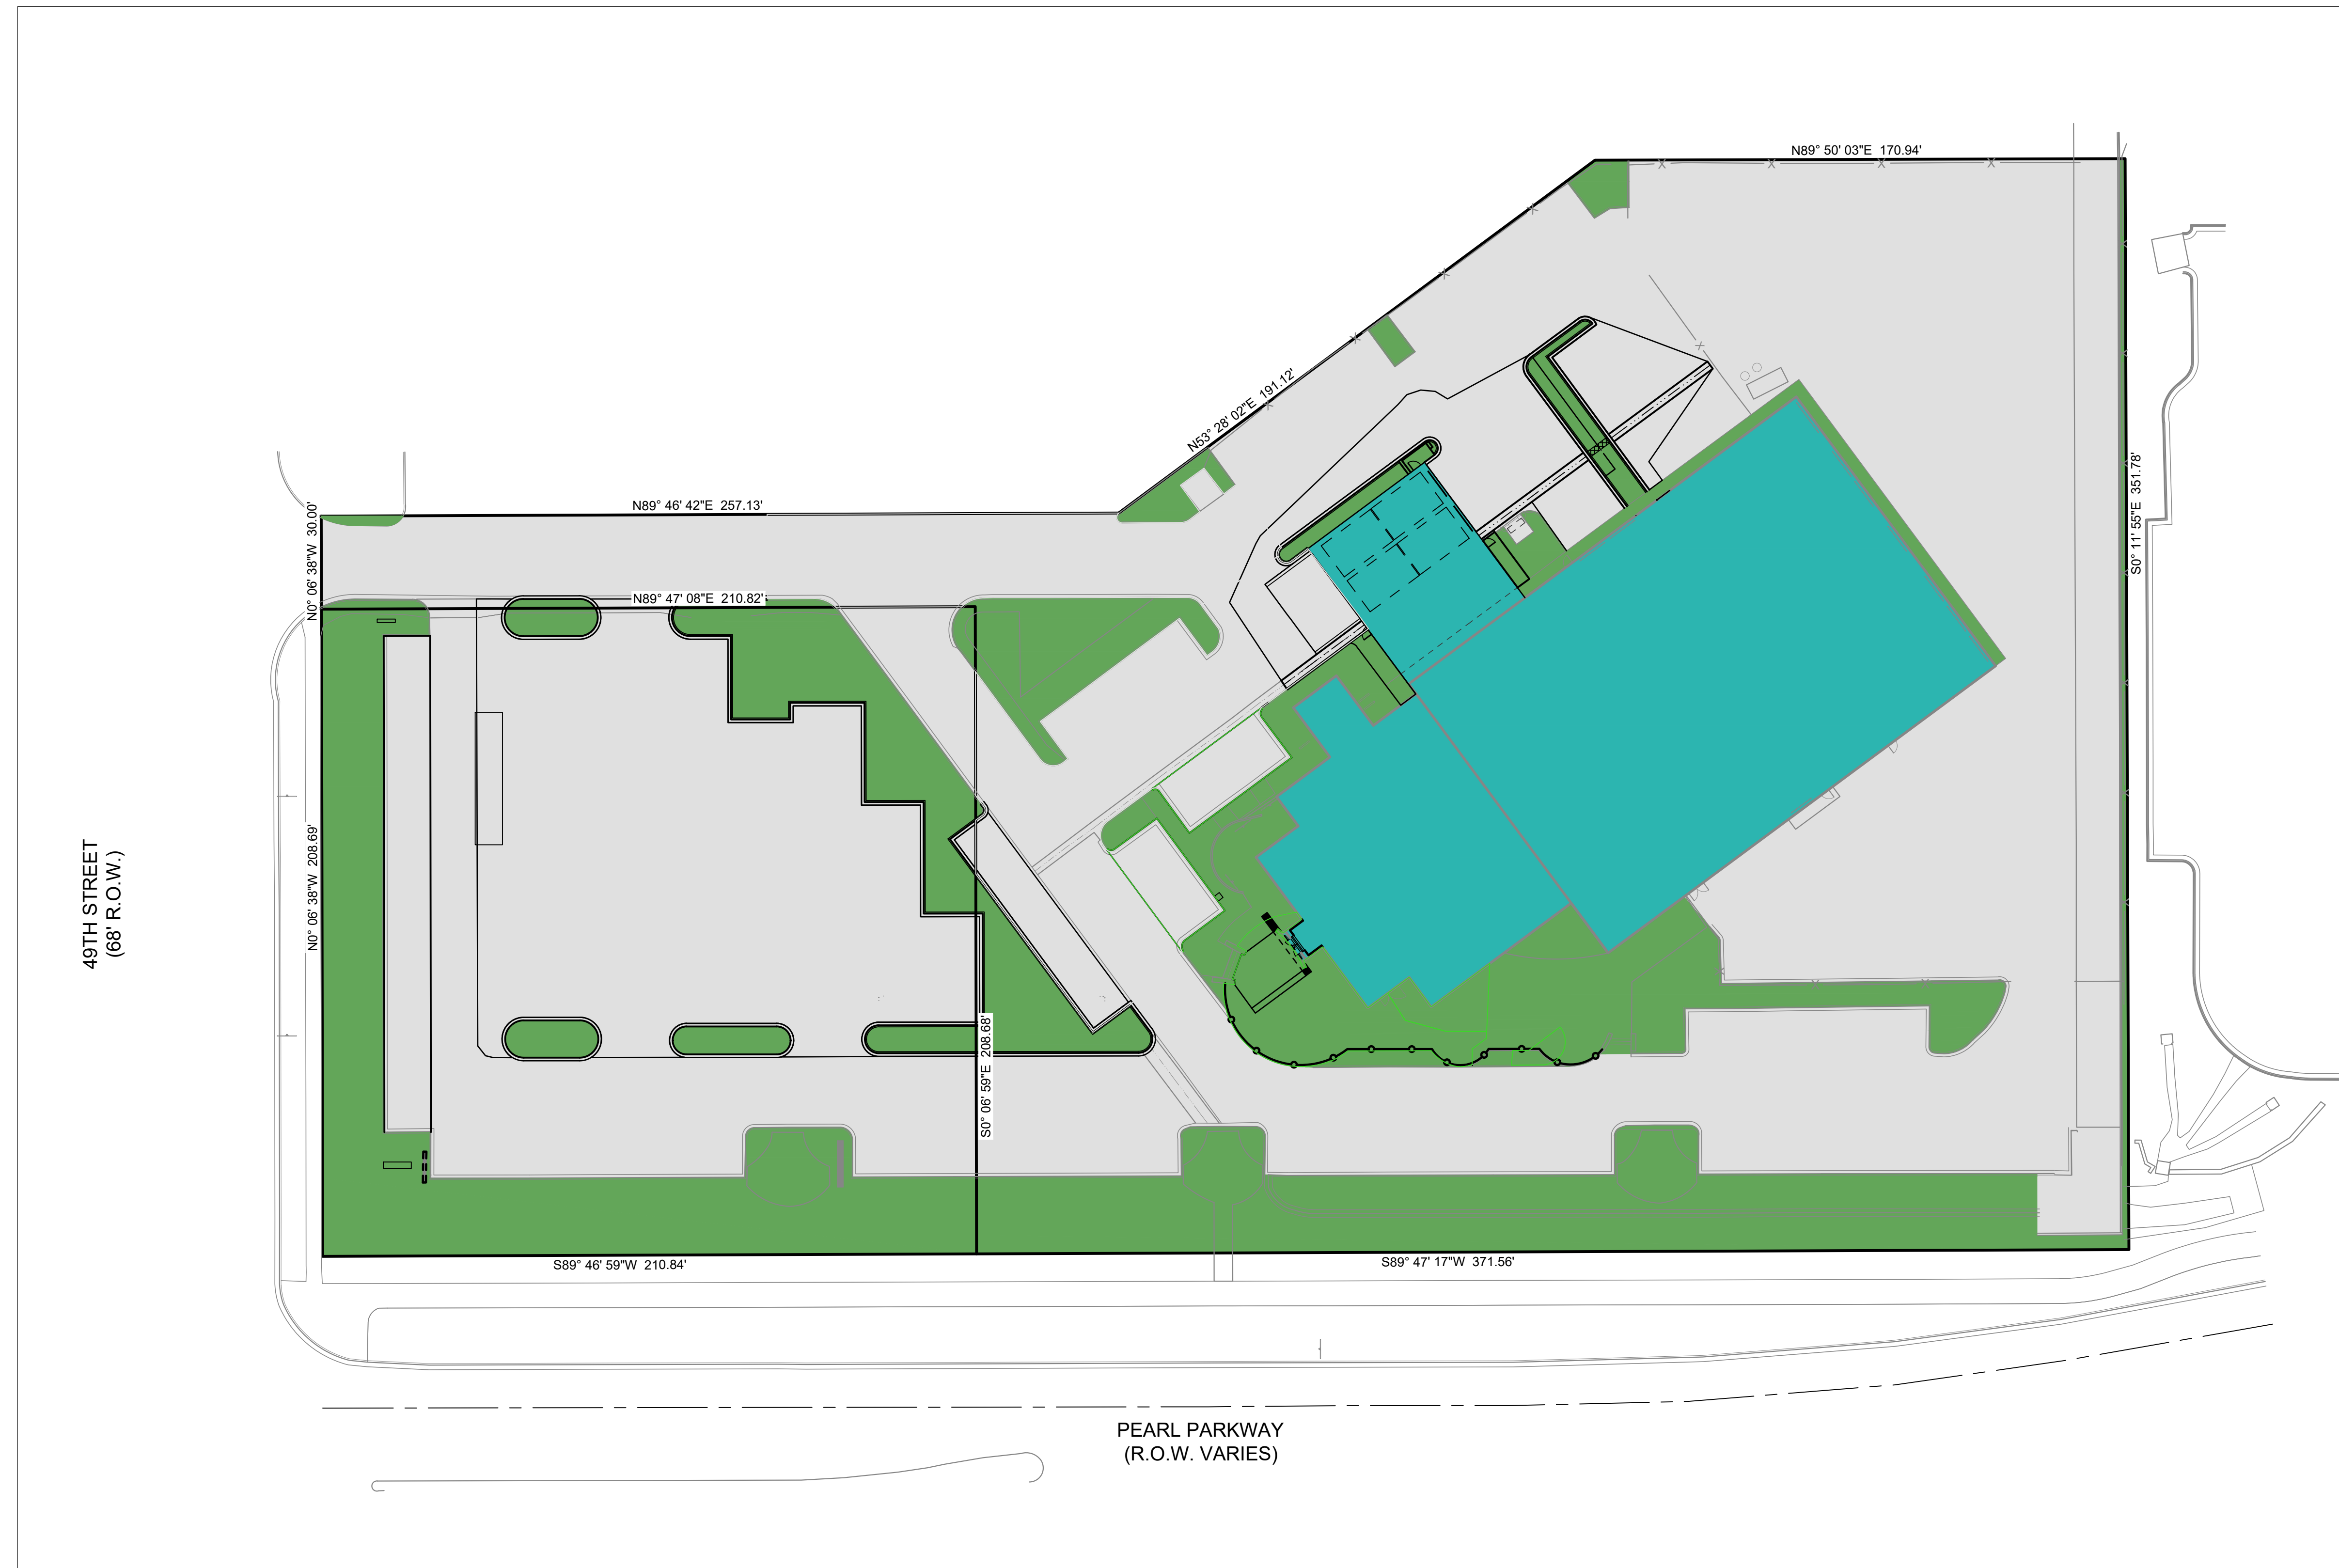 N89° 50' 03"E  170.94'
N53° 28' 02"E  191.12'
N89° 46' 42"E  257.13'
N0° 06' 38"W  30.00'
S0° 11' 55"E  351.78'
N89° 47' 08"E  210.82'
49TH STREET
(68' R.O.W.)
N0° 06' 38"W  208.69'
S0° 06' 59"E  208.68'
S89° 46' 59"W  210.84'
S89° 47' 17"W  371.56'
PEARL PARKWAY
(R.O.W. VARIES)